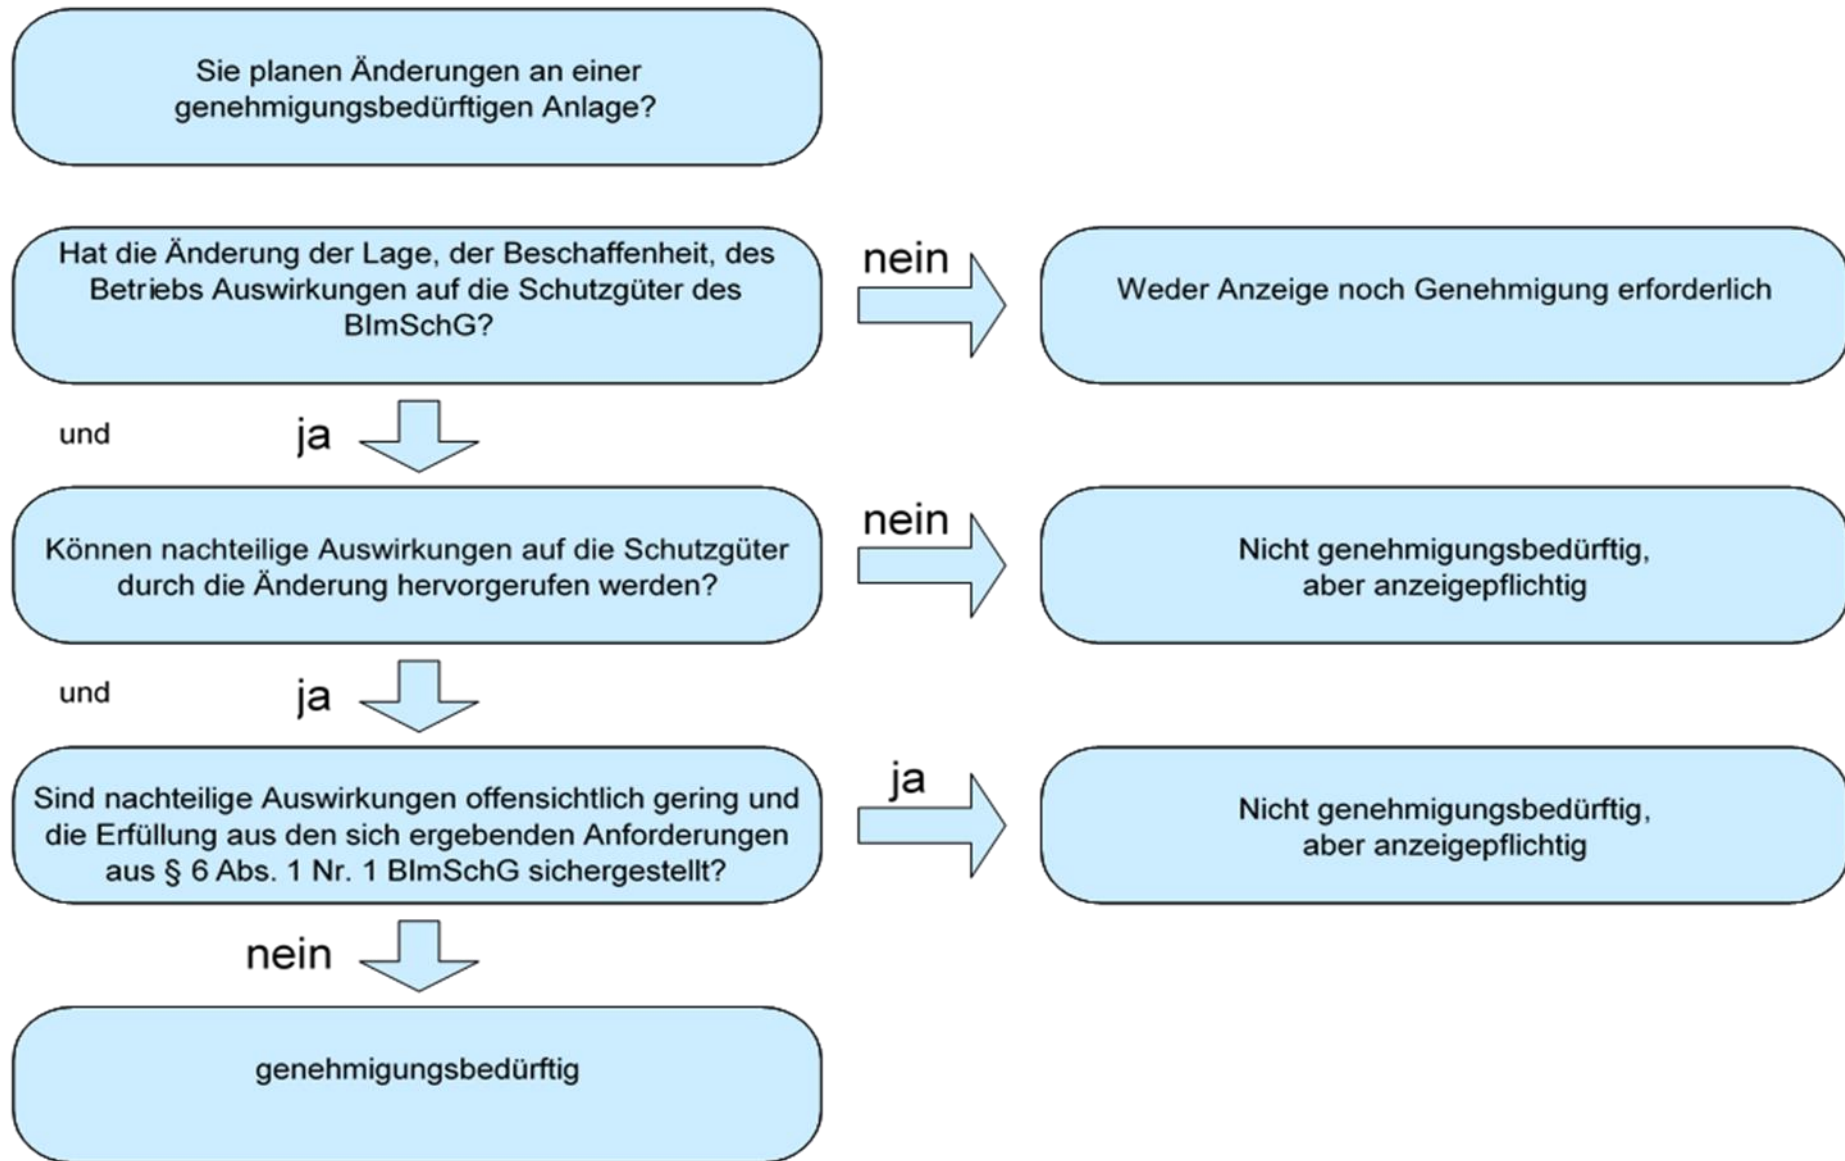 Sie planen Änderungen an einer
genehmigungsbedürftigen Anlage?
Hat die Änderung der Lage, der Beschaffenheit, des
Betriebs Auswirkungen auf die Schutzgüter des
BImSchG?
nein
Weder Anzeige noch Genehmigung erforderlich
und
ja
Können nachteilige Auswirkungen auf die Schutzgüter
durch die Änderung hervorgerufen werden?
nein
Nicht genehmigungsbedürftig,
aber anzeigepflichtig
und
ja
Sind nachteilige Auswirkungen offensichtlich gering und
die Erfüllung aus den sich ergebenden Anforderungen
aus § 6 Abs. 1 Nr. 1 BImSchG sichergestellt?
ja
Nicht genehmigungsbedürftig,
aber anzeigepflichtig
nein
genehmigungsbedürftig